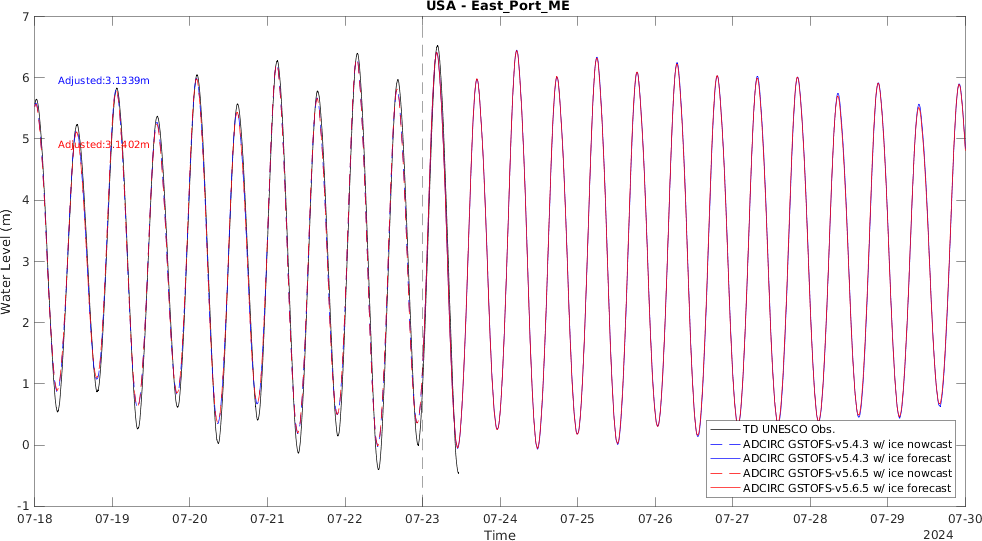 USA - East_Port_ME
Water Level (m)
7
6
5
4
3
2
1
0
-1
Adjusted:3.1339m
Adjusted:3.1402m
TD UNESCO Obs.
ADCIRC GSTOFS-v5.4.3 w/ ice nowcast
ADCIRC GSTOFS-v5.4.3 w/ ice forecast
ADCIRC GSTOFS-v5.6.5 w/ ice nowcast
ADCIRC GSTOFS-v5.6.5 w/ ice forecast
07-18 07-19 07-20 07-21 07-22 07-23 07-24 07-25 07-26 07-27 07-28 07-29 07-30
Time
2024